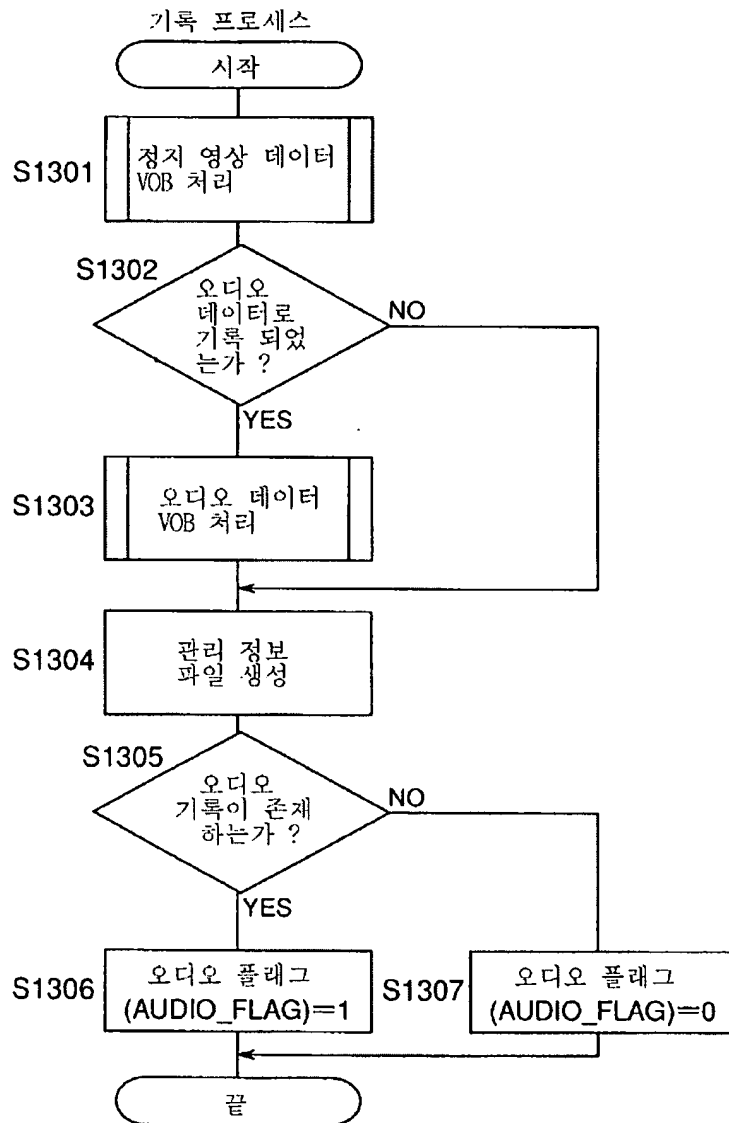 기록 프로세스
시작
S1301
정지 영상 데이터
VOB 처리
S1302
오디오
데이터로
기록 되었
는가 ?
NO
YES
S1303
오디오 데이터
VOB 처리
S1304
관리 정보
파일 생성
S1305
오디오
기록이 존재
하는가 ?
NO
YES
S1306
오디오 플래그
(AUDIO_FLAG)=1
S1307
오디오 플래그
(AUDIO_FLAG)=0
끝